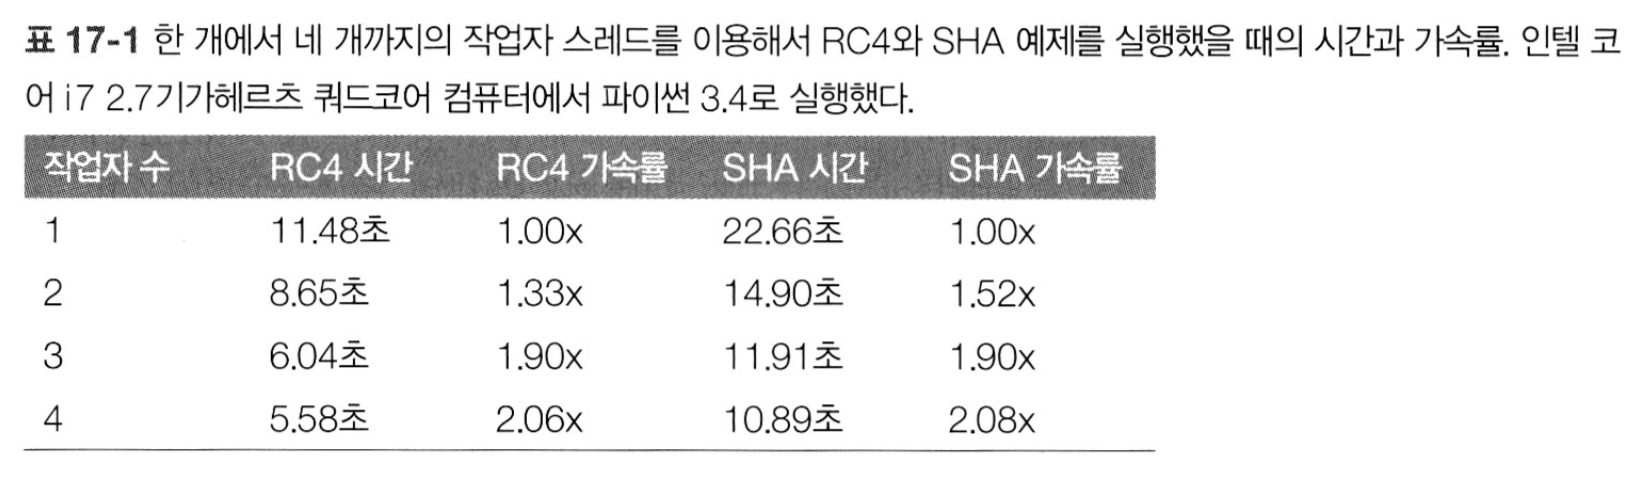 표 17-1 한 개에서 네 개까지의 작업자 스레드를 이용해서 RC4와 SHA 예제를 실행했을 때의 시간과 가속률. 인텔 코
어 i7 2.7기가헤르츠 쿼드코어 컴퓨터에서 파이썬 3.4로 실행했다.
작업자 수 RC4 시간 RC4 가속률 SHA 시간 SHA 가속률
1 11.48초 1.00x 22.66초 1.00x
2 8.65초 1.33x 14.90초 1.52x
3 6.04초 1.90x 11.91초 1.90x
4 5.58초 2.06x 10.89초 2.08x